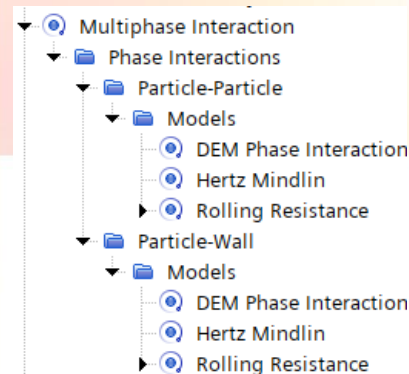 Multiphase Interaction
Phase Interactions
Particle-Particle
Models
DEM Phase Interaction
Hertz Mindlin
Rolling Resistance
Particle-Wall
Models
DEM Phase Interaction
Hertz Mindlin
Rolling Resistance